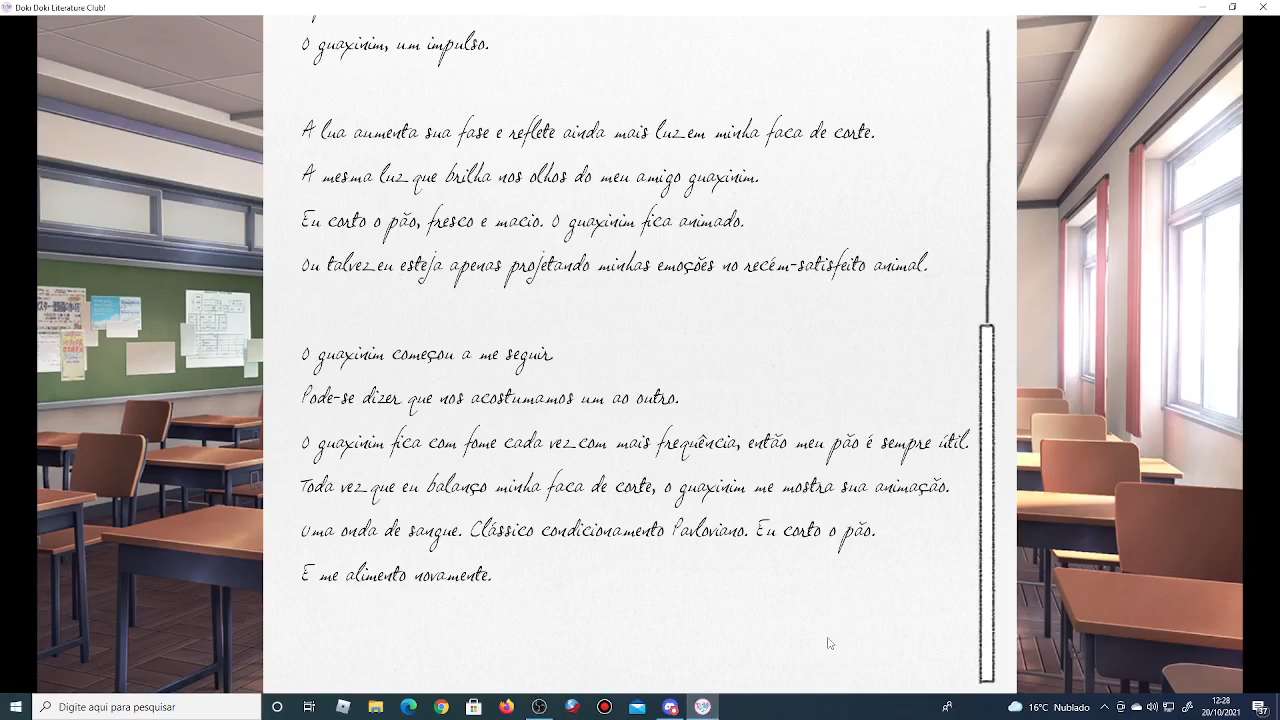 Doki Doki Literature Club!
O guaxinim, um impulso.
A lua aumenta sua fase e reflete ainda mais luz em minha faca de corte.
A mesma luz que brilha nos olhos do meu amigo guaxinim.
Eu corto o pão, fresco e macio. O guaxinim fica animado.
Ou talvez eu esteja apenas projetando minhas emoções no recém-satisfeito animal.
O guaxinim começou a me seguir
Pode-se dizer que nos acostumamos um ao outro.
O guaxinim fica com fome cada vez com mais frequência, então meu pão é sempre útil.
Toda vez que eu balanço minha faca de corte, o guaxinim me mostra sua animação.
Uma onda de sangue. Clássico Condicionamento Pavloviano. Eu corto o pão.
E me alimento novamente.
Digite aqui para pesquisar
16°C Nublado
12:28
20/10/2021